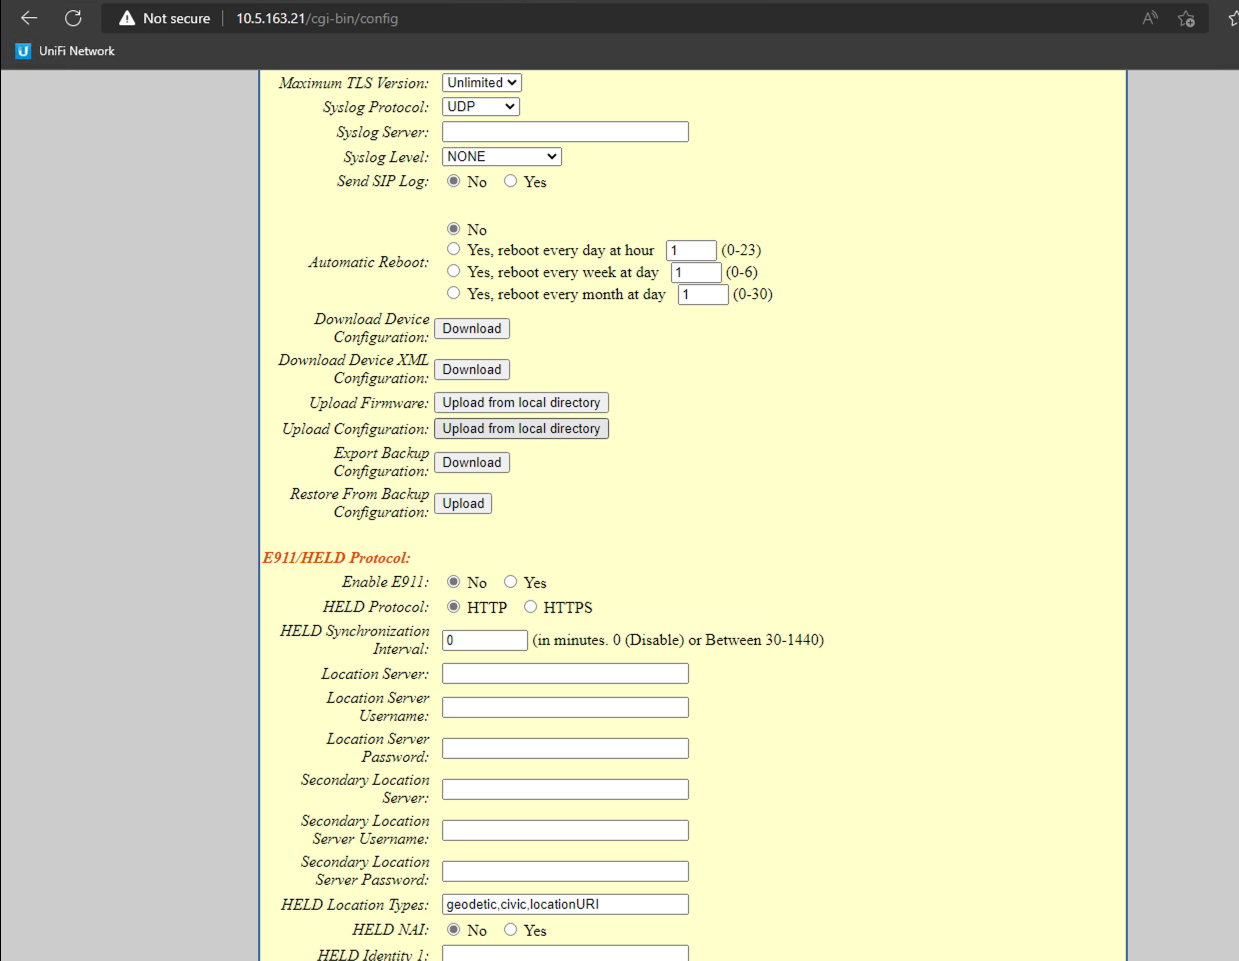 Not secure 10.5.163.21/cgi-bin/config
UniFi Network
Maximum TLS Version: Unlimited
Syslog Protocol: UDP
Syslog Server:
Syslog Level: NONE
Send SIP Log: No Yes
No
Yes, reboot every day at hour 1 (0-23)
Automatic Reboot:
Yes, reboot every week at day 1 (0-6)
Yes, reboot every month at day 1 (0-30)
Download Device
Configuration: Download
Download Device XML
Configuration: Download
Upload Firmware: Upload from local directory
Upload Configuration: Upload from local directory
Export Backup
Configuration: Download
Restore From Backup
Configuration: Upload
E911/HELD Protocol:
Enable E911: No Yes
HELD Protocol: HTTP HTTPS
HELD Synchronization
Interval: 0 (in minutes. 0 (Disable) or Between 30-1440)
Location Server:
Location Server
Username:
Location Server
Password:
Secondary Location
Server:
Secondary Location
Server Username:
Secondary Location
Server Password:
HELD Location Types: geodetic,civic,locationURI
HELD NAI: No Yes
HELD Identity 1: